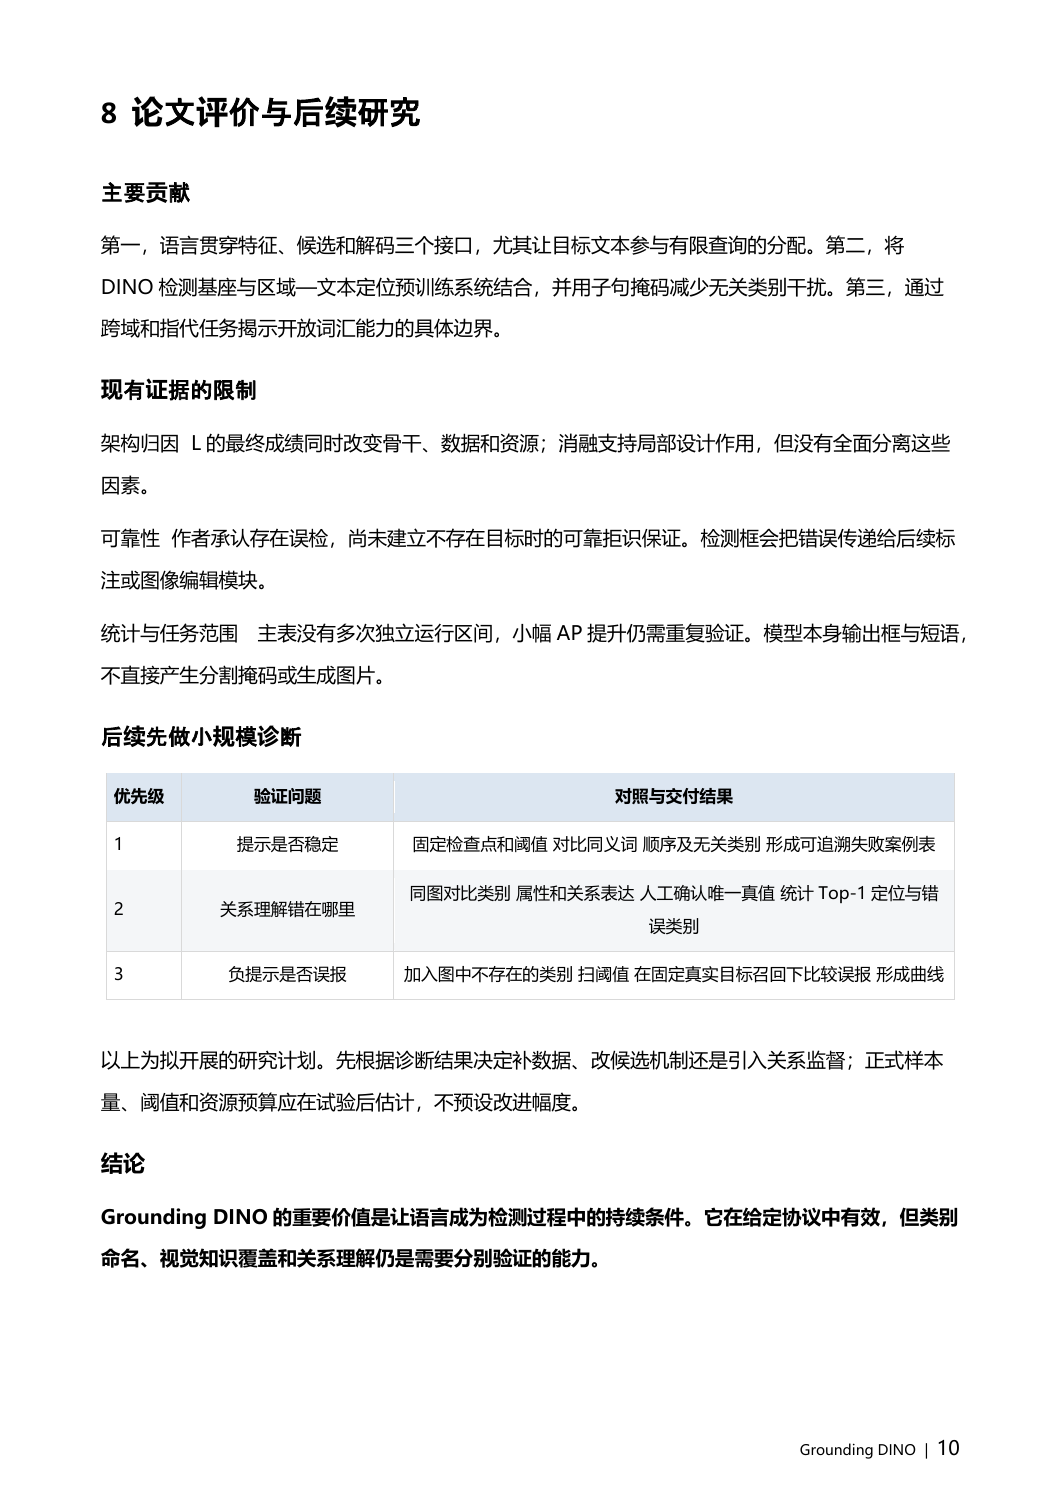 8 论文评价与后续研究
主要贡献
第一，语言贯穿特征、候选和解码三个接口，尤其让目标文本参与有限查询的分配。第二，将
DINO 检测基座与区域—文本定位预训练系统结合，并用子句掩码减少无关类别干扰。第三，通过
跨域和指代任务揭示开放词汇能力的具体边界。
现有证据的限制
架构归因 L 的最终成绩同时改变骨干、数据和资源；消融支持局部设计作用，但没有全面分离这些
因素。
可靠性 作者承认存在误检，尚未建立不存在目标时的可靠拒识保证。检测框会把错误传递给后续标
注或图像编辑模块。
统计与任务范围 主表没有多次独立运行区间，小幅 AP 提升仍需重复验证。模型本身输出框与短语，
不直接产生分割掩码或生成图片。
后续先做小规模诊断
优先级 验证问题 对照与交付结果
1 提示是否稳定 固定检查点和阈值 对比同义词 顺序及无关类别 形成可追溯失败案例表
2 关系理解错在哪里 同图对比类别 属性和关系表达 人工确认唯一真值 统计 Top-1 定位与错
误类别
3 负提示是否误报 加入图中不存在的类别 扫阈值 在固定真实目标召回下比较误报 形成曲线
以上为拟开展的研究计划。先根据诊断结果决定补数据、改候选机制还是引入关系监督；正式样本
量、阈值和资源预算应在试验后估计，不预设改进幅度。
结论
Grounding DINO 的重要价值是让语言成为检测过程中的持续条件。它在给定协议中有效，但类别
命名、视觉知识覆盖和关系理解仍是需要分别验证的能力。
Grounding DINO | 10